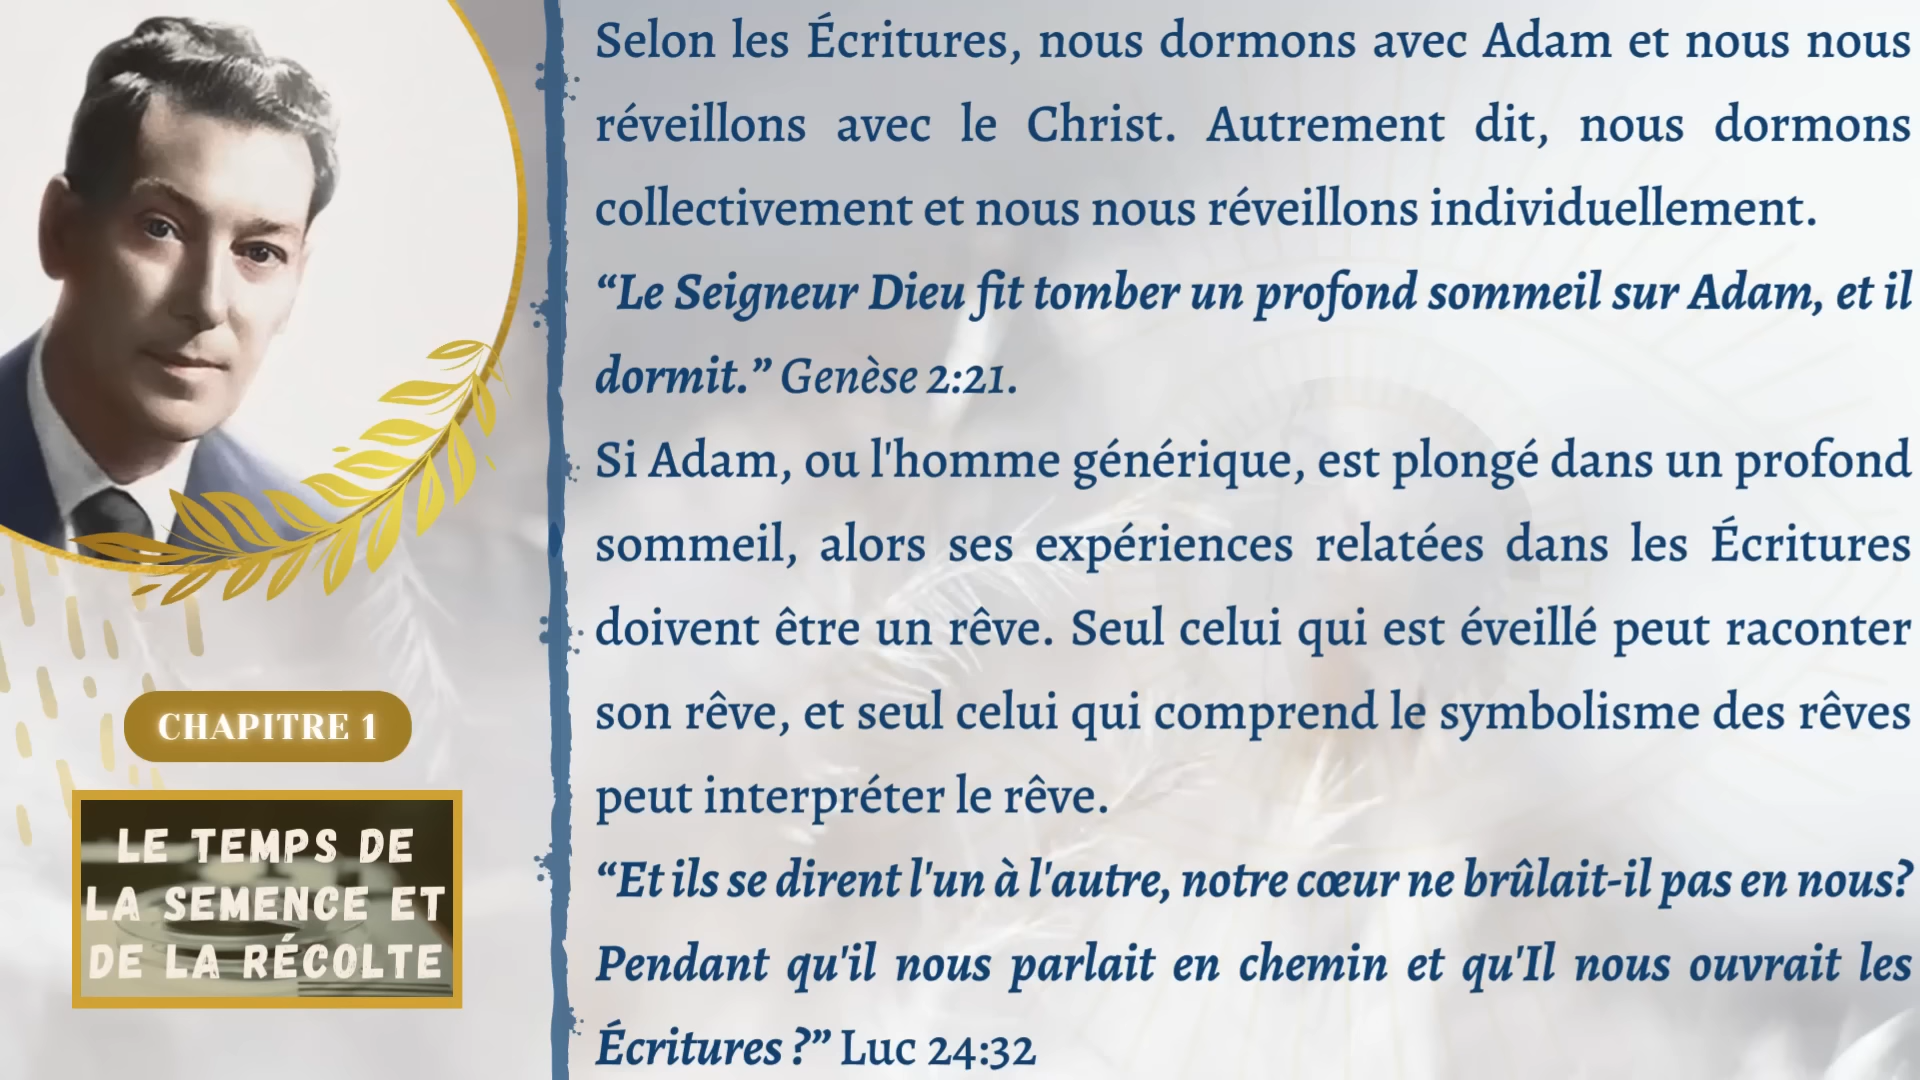 CHAPITRE 1
LE TEMPS DE
LA SEMENCE ET
DE LA RÉCOLTE
Selon les Écritures, nous dormons avec Adam et nous nous
réveillons avec le Christ. Autrement dit, nous dormons
collectivement et nous nous réveillons individuellement.
“Le Seigneur Dieu fit tomber un profond sommeil sur Adam, et il
dormit.” Genèse 2:21.
Si Adam, ou l'homme générique, est plongé dans un profond
sommeil, alors ses expériences relatées dans les Écritures
doivent être un rêve. Seul celui qui est éveillé peut raconter
son rêve, et seul celui qui comprend le symbolisme des rêves
peut interpréter le rêve.
“Et ils se dirent l'un à l'autre, notre cœur ne brûlait-il pas en nous?
Pendant qu'il nous parlait en chemin et qu'Il nous ouvrait les
Écritures ?” Luc 24:32